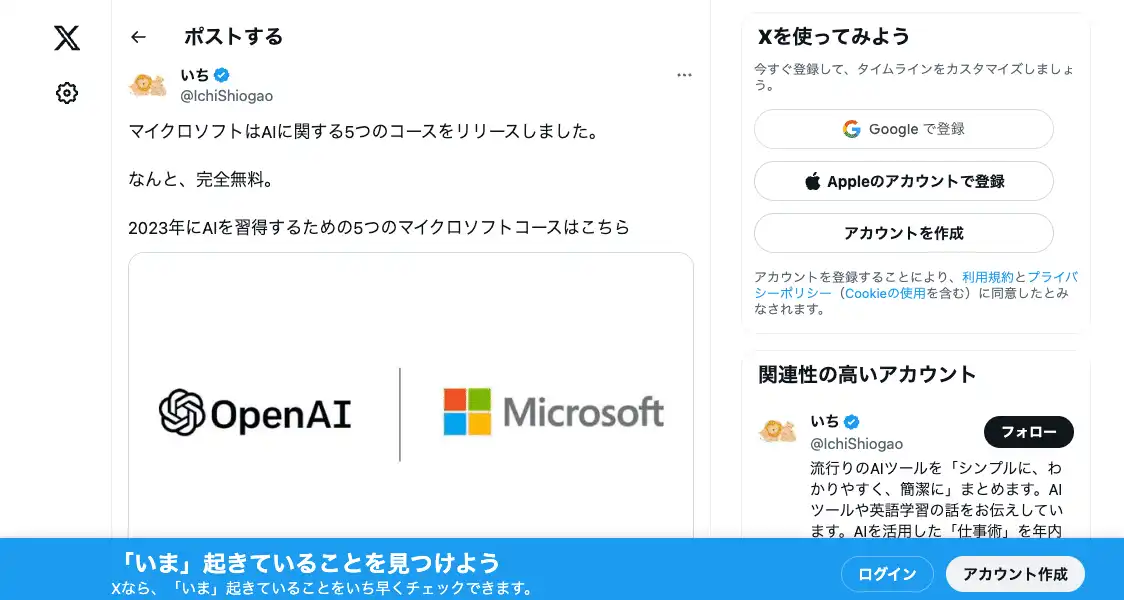 ポストする
いち
@IchiShiogao
マイクロソフトはAIに関する5つのコースをリリースしました。
なんと、完全無料。
2023年にAIを習得するための5つのマイクロソフトコースはこちら
OpenAI
Microsoft
Xを使ってみよう
今すぐ登録して、タイムラインをカスタマイズしましょ
う。
Google で登録
Appleのアカウントで登録
アカウントを作成
アカウントを登録することにより、利用規約とプライバ
シーポリシー（Cookieの使用を含む）に同意したとみ
なされます。
関連性の高いアカウント
いち
@IchiShiogao
フォロー
流行りのAIツールを「シンプルに、わ
かりやすく、簡潔に」まとめます。AI
ツールや英語学習の話をお伝えしてい
ます。AIを活用した「仕事術」を年内
「いま」起きていることを見つけよう
Xなら、「いま」起きていることをいち早くチェックできます。
ログイン
アカウント作成